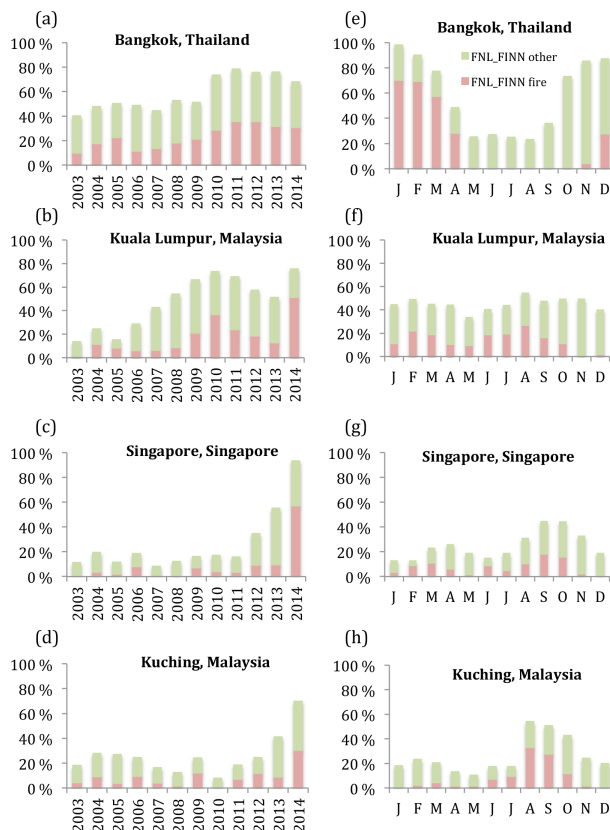 (a)
Bangkok, Thailand
100 %
80 %
60 %
40 %
20 %
0 %
2003 2004 2005 2006 2007 2008 2009 2010 2011 2012 2013 2014
(e)
Bangkok, Thailand
100 %
80 %
60 %
40 %
20 %
0 %
FNL_FINN other
FNL_FINN fire
J F M A M J J A S O N D
(b)
Kuala Lumpur, Malaysia
100 %
80 %
60 %
40 %
20 %
0 %
2003 2004 2005 2006 2007 2008 2009 2010 2011 2012 2013 2014
(f)
Kuala Lumpur, Malaysia
100 %
80 %
60 %
40 %
20 %
0 %
J F M A M J J A S O N D
(c)
Singapore, Singapore
100 %
80 %
60 %
40 %
20 %
0 %
2003 2004 2005 2006 2007 2008 2009 2010 2011 2012 2013 2014
(g)
Singapore, Singapore
100 %
80 %
60 %
40 %
20 %
0 %
J F M A M J J A S O N D
(d)
Kuching, Malaysia
100 %
80 %
60 %
40 %
20 %
0 %
2003 2004 2005 2006 2007 2008 2009 2010 2011 2012 2013 2014
(h)
Kuching, Malaysia
100 %
80 %
60 %
40 %
20 %
0 %
J F M A M J J A S O N D